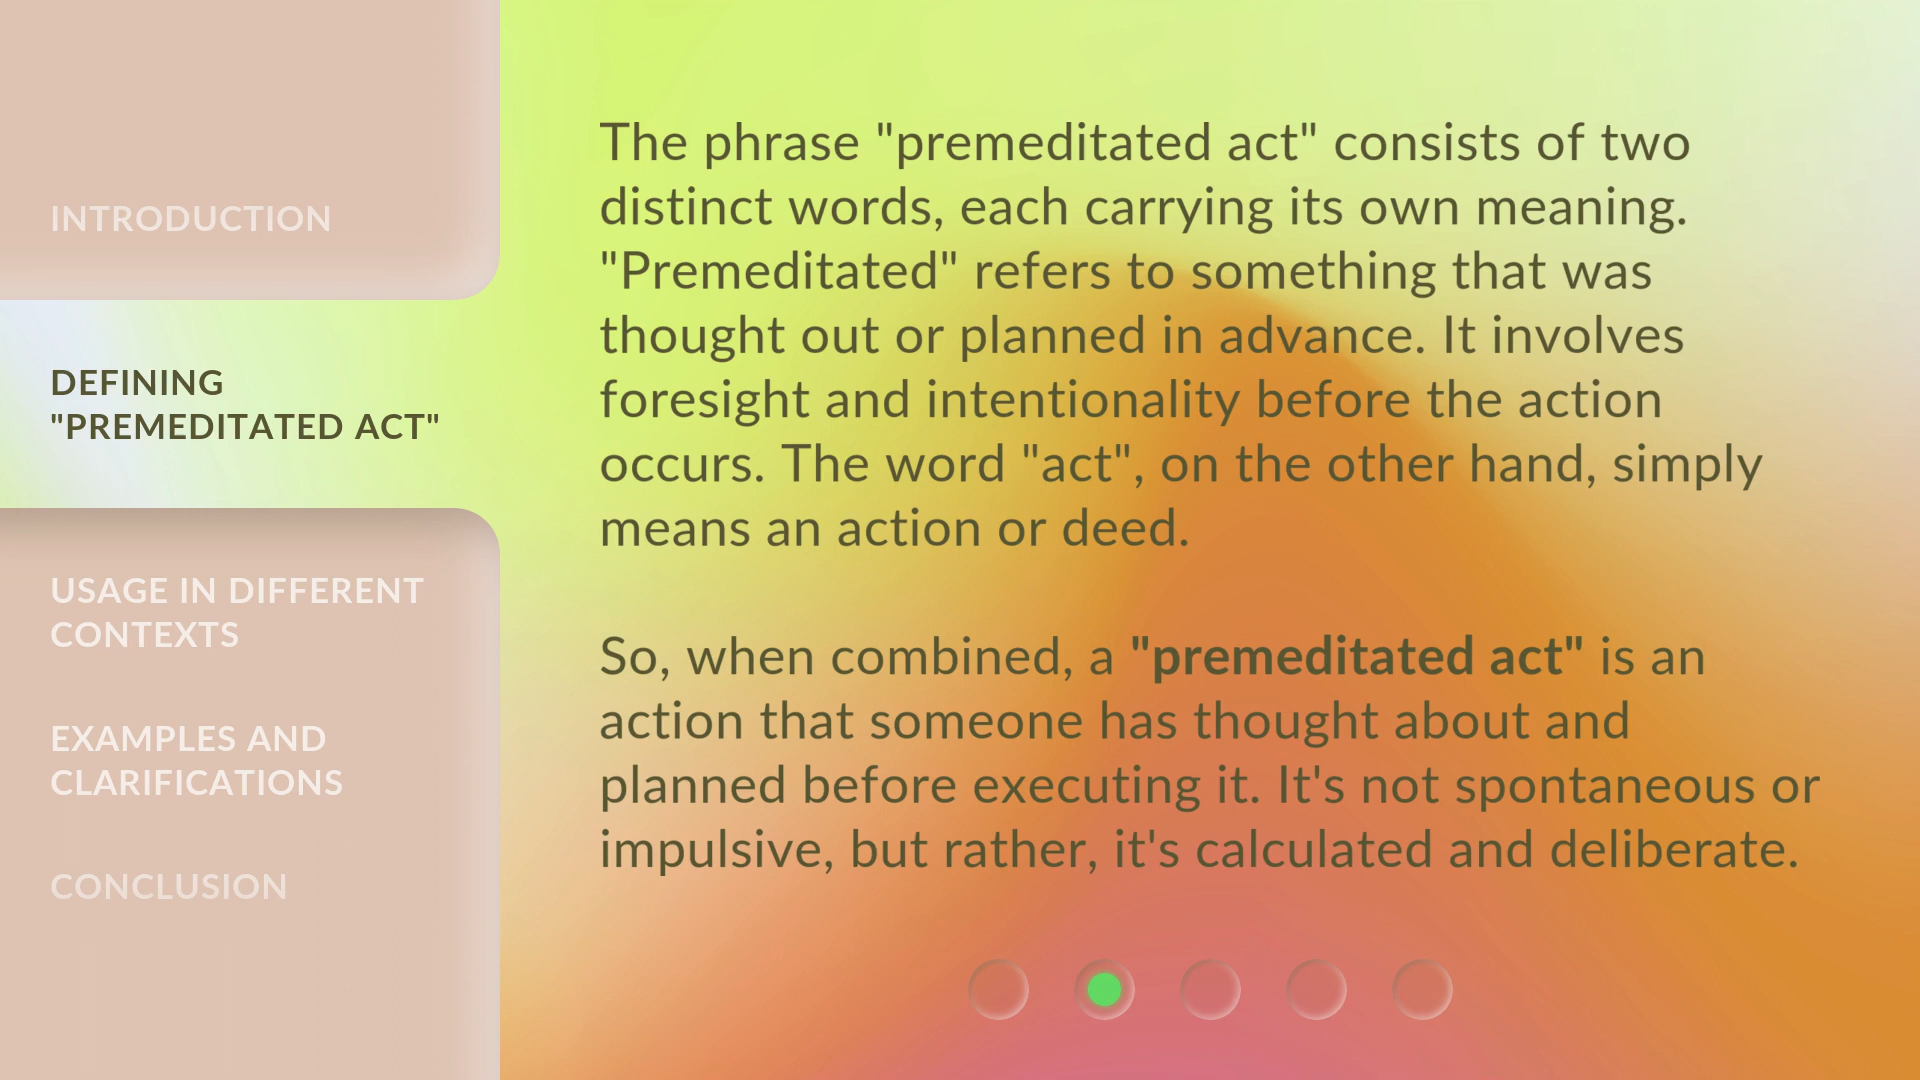 INTRODUCTION
DEFINING
"PREMEDITATED ACT"
USAGE IN DIFFERENT
CONTEXTS
EXAMPLES AND
CLARIFICATIONS
CONCLUSION
The phrase "premeditated act" consists of two
distinct words, each carrying its own meaning.
"Premeditated" refers to something that was
thought out or planned in advance. It involves
foresight and intentionality before the action
occurs. The word "act", on the other hand, simply
means an action or deed.
So, when combined, a "premeditated act" is an
action that someone has thought about and
planned before executing it. It's not spontaneous or
impulsive, but rather, it's calculated and deliberate.